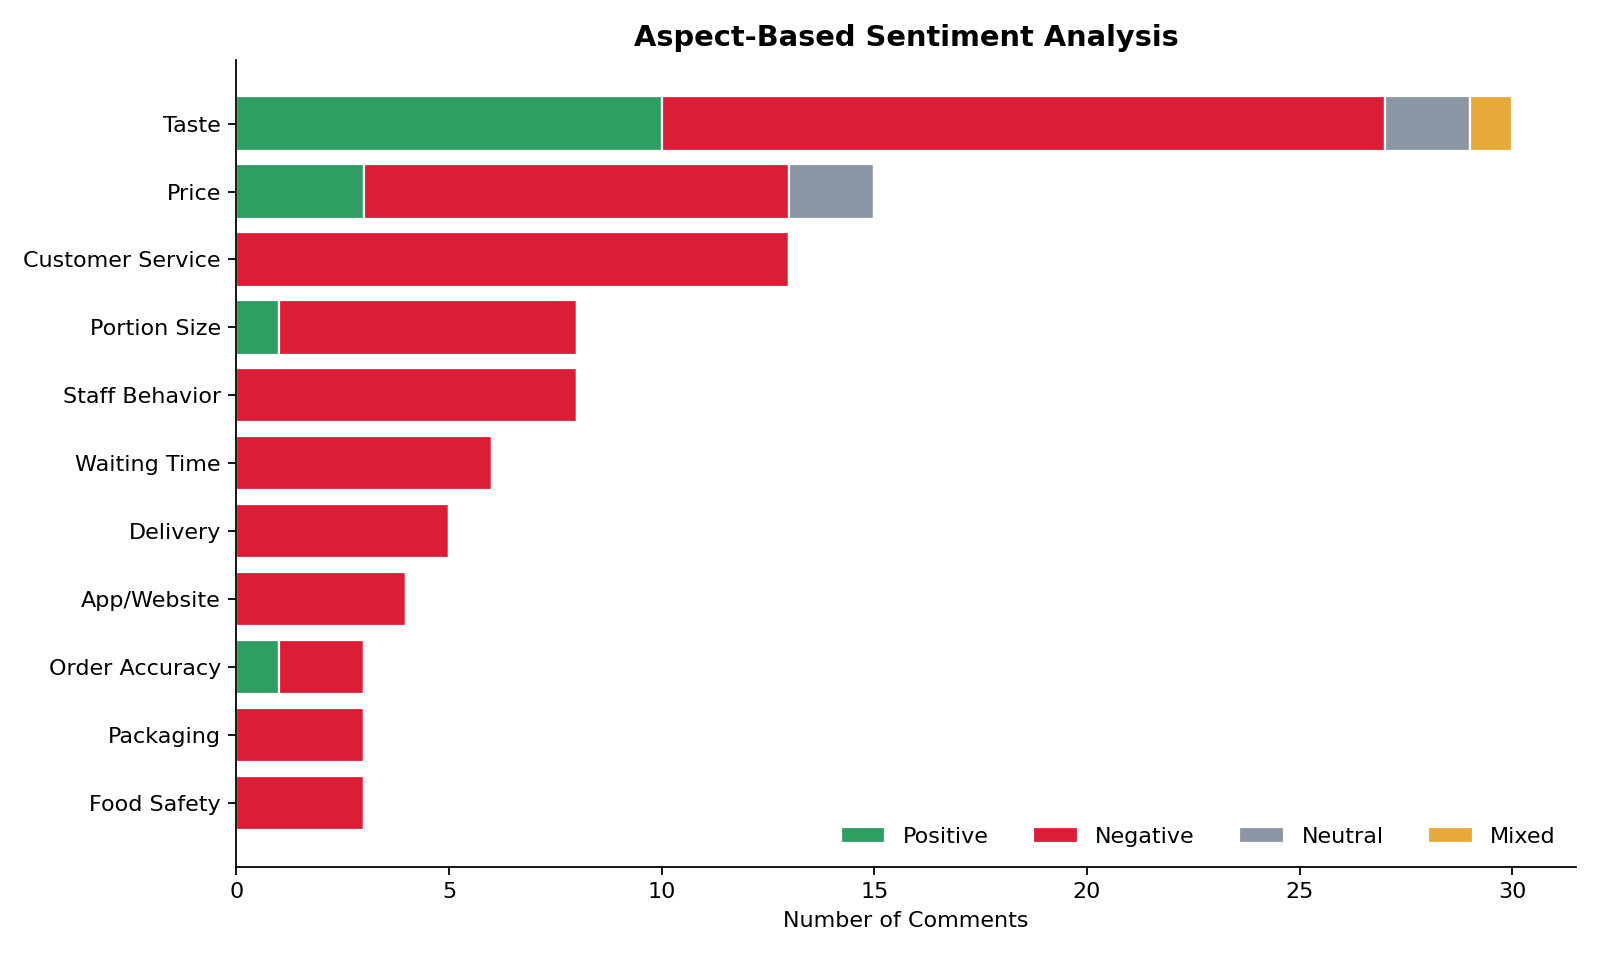 Aspect-Based Sentiment Analysis
Taste
Price
Customer Service
Portion Size
Staff Behavior
Waiting Time
Delivery
App/Website
Order Accuracy
Packaging
Food Safety
Positive Negative Neutral Mixed
0 5 10 15 20 25 30
Number of Comments